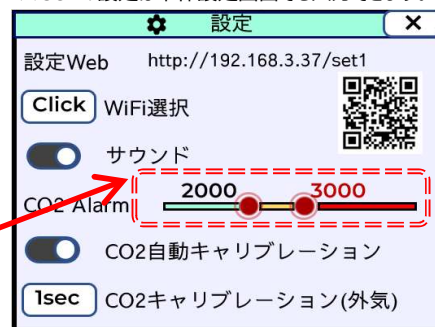 設定
×
設定Web http://192.168.3.37/set1
Click WiFi選択
サウンド
2000 3000
CO2 Alarm
CO2自動キャリブレーション
1sec CO2キャリブレーション(外気)